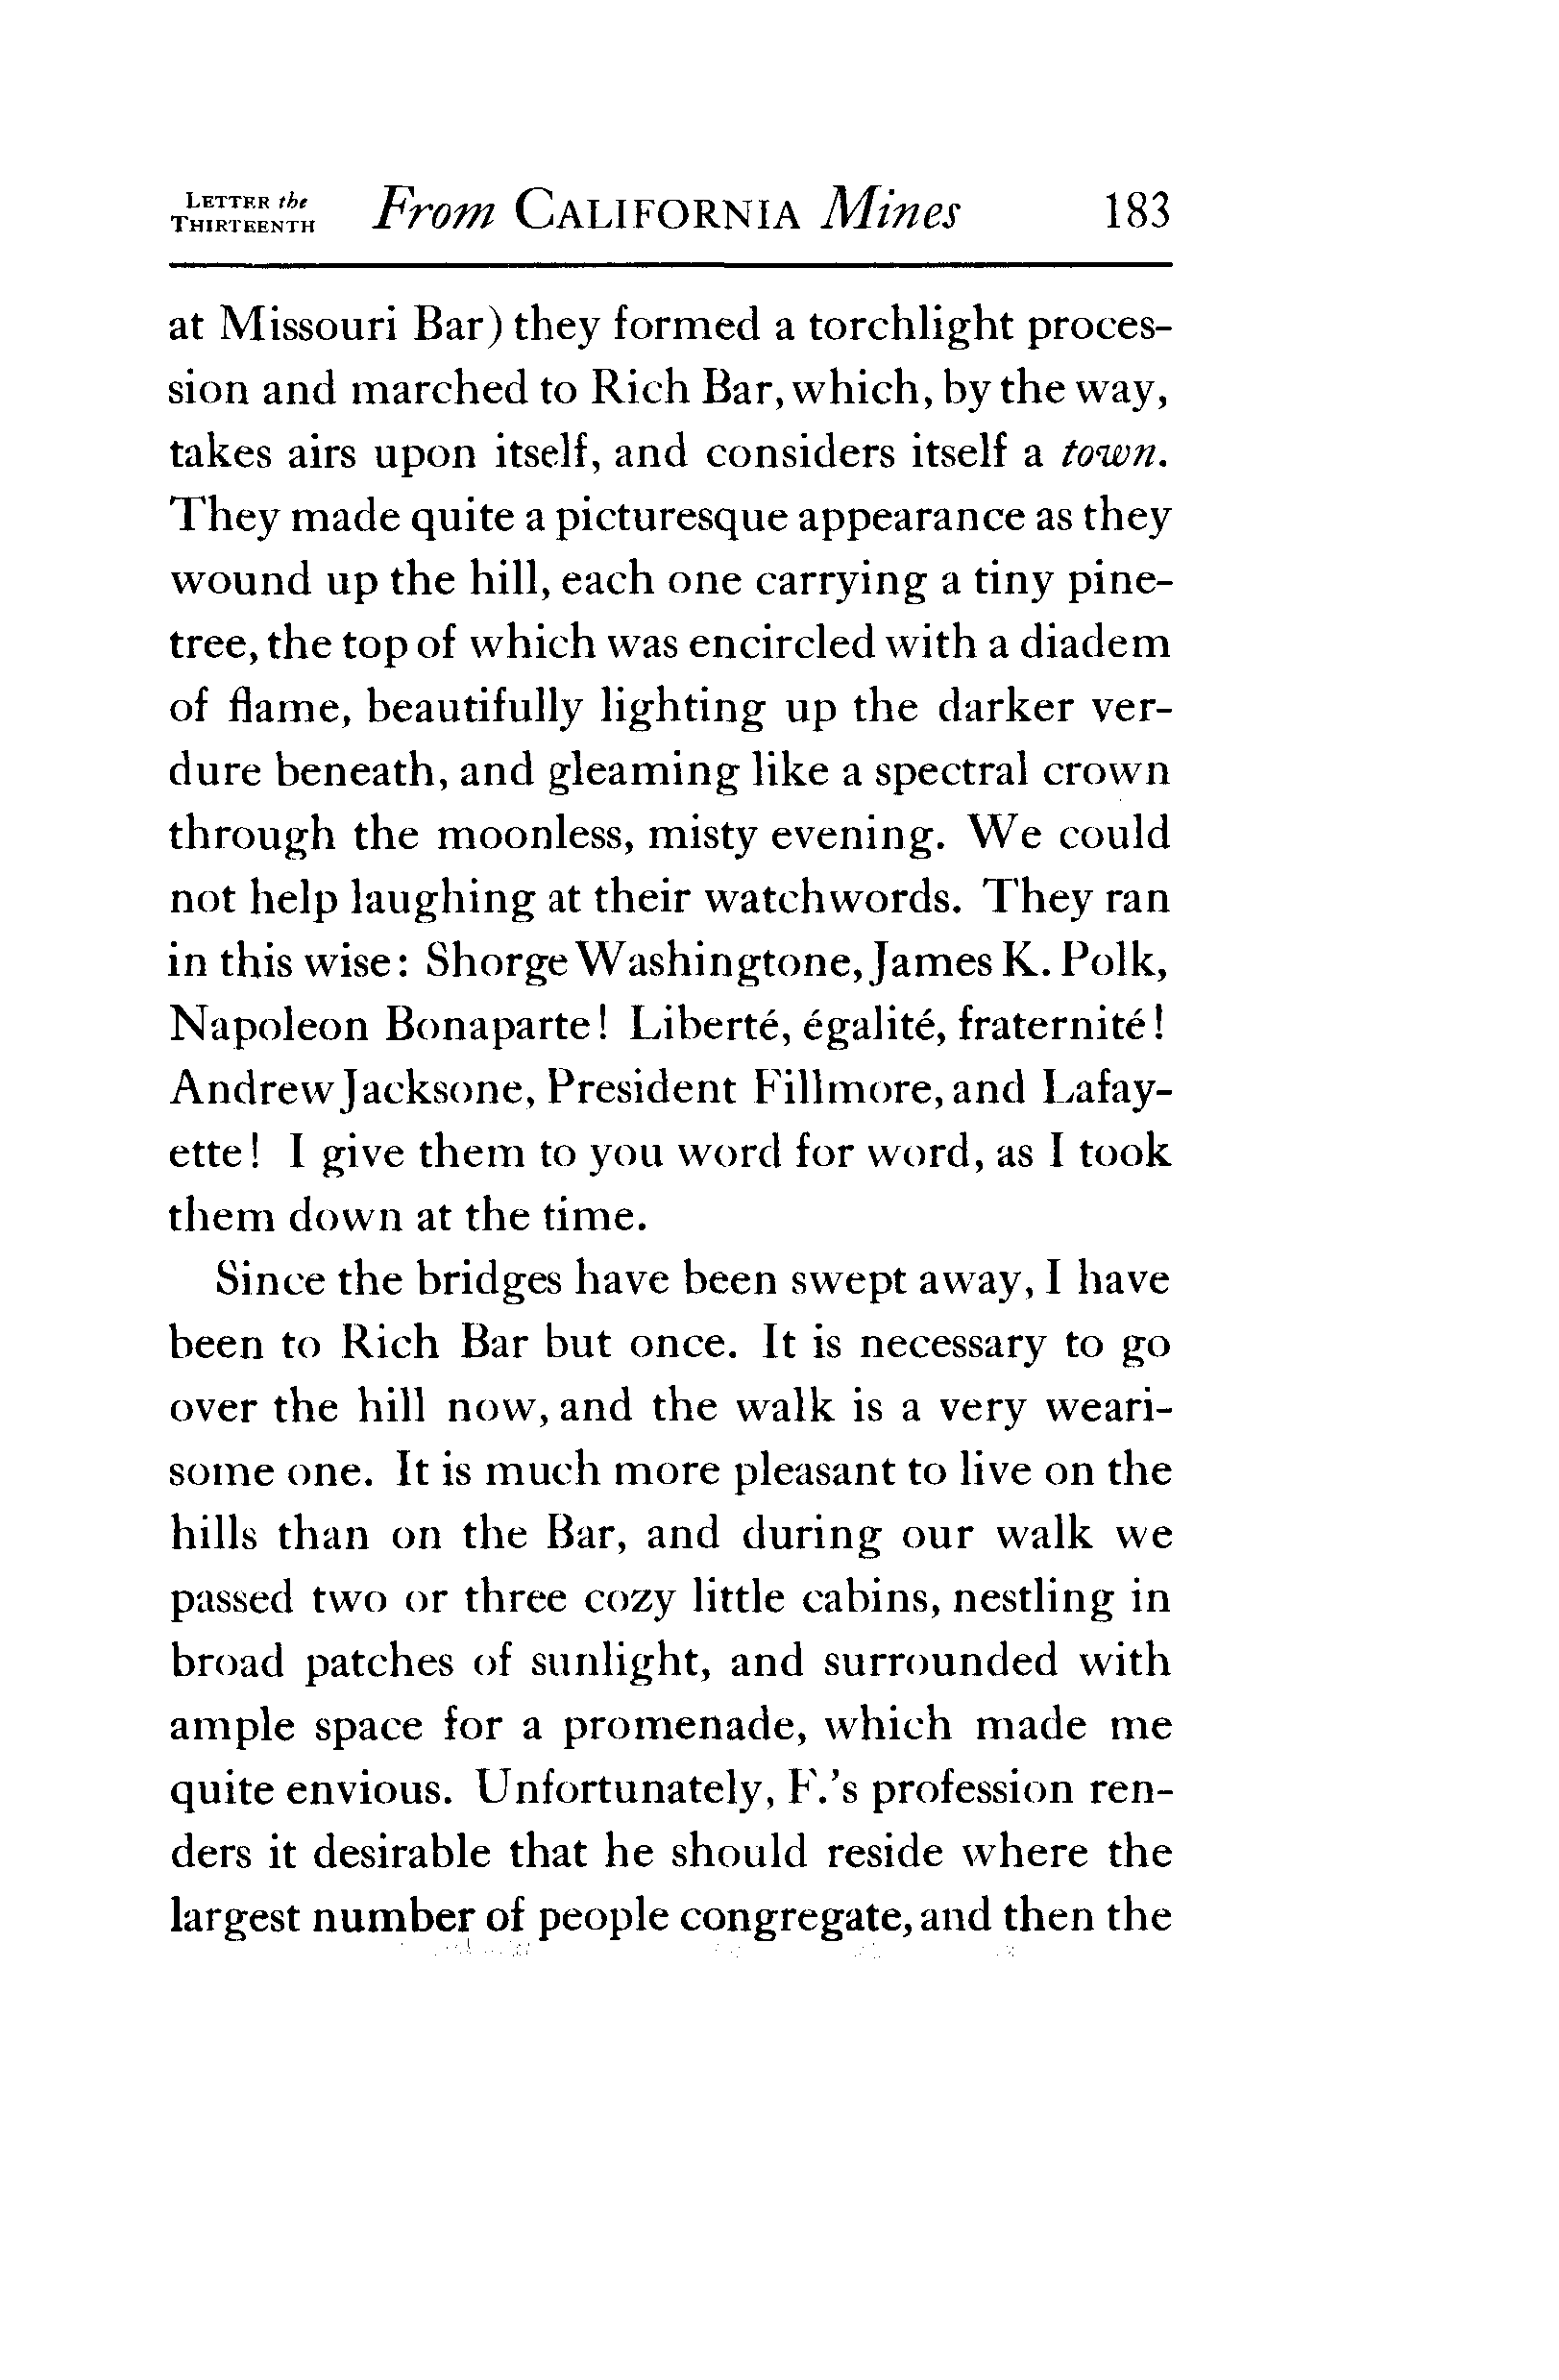 LETTER the
THIRTEENTH From CALIFORNIA Mines 183
at Missouri Bar) they formed a torchlight proces-
sion and marched to Rich Bar, which, by the way,
takes airs upon itself, and considers itself a town.
They made quite a picturesque appearance as they
wound up the hill, each one carrying a tiny pine-
tree, the top of which was encircled with a diadem
of flame, beautifully lighting up the darker ver-
dure beneath, and gleaming like a spectral crown
through the moonless, misty evening. We could
not help laughing at their watchwords. They ran
in this wise: Shorge Washingtone, James K. Polk,
Napoleon Bonaparte! Liberté, égalité, fraternité!
Andrew Jacksone, President Fillmore, and Lafay-
ette! I give them to you word for word, as I took
them down at the time.
Since the bridges have been swept away, I have
been to Rich Bar but once. It is necessary to go
over the hill now, and the walk is a very weari-
some one. It is much more pleasant to live on the
hills than on the Bar, and during our walk we
passed two or three cozy little cabins, nestling in
broad patches of sunlight, and surrounded with
ample space for a promenade, which made me
quite envious. Unfortunately, F.'s profession ren-
ders it desirable that he should reside where the
largest number of people congregate, and then the